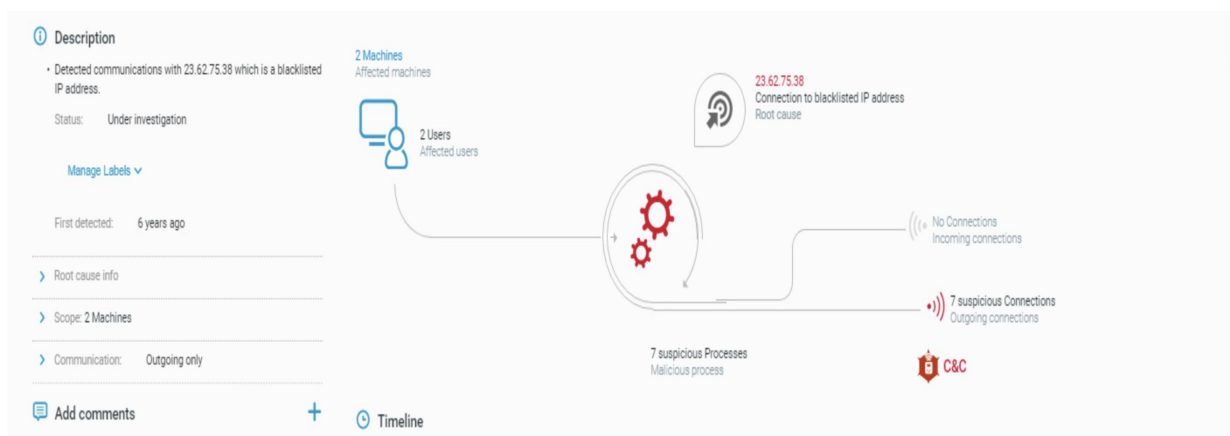 Description
• Detected communications with 23.62.75.38 which is a blacklisted
IP address.
Status: Under investigation
Manage Labels
First detected: 6 years ago
Root cause info
Scope: 2 Machines
Communication: Outgoing only
Add comments
2 Machines
Affected machines
2 Users
Affected users
23.62.75.38
Connection to blacklisted IP address
Root cause
No Connections
Incoming connections
7 suspicious Connections
Outgoing connections
7 suspicious Processes
Malicious process
C&C
Timeline